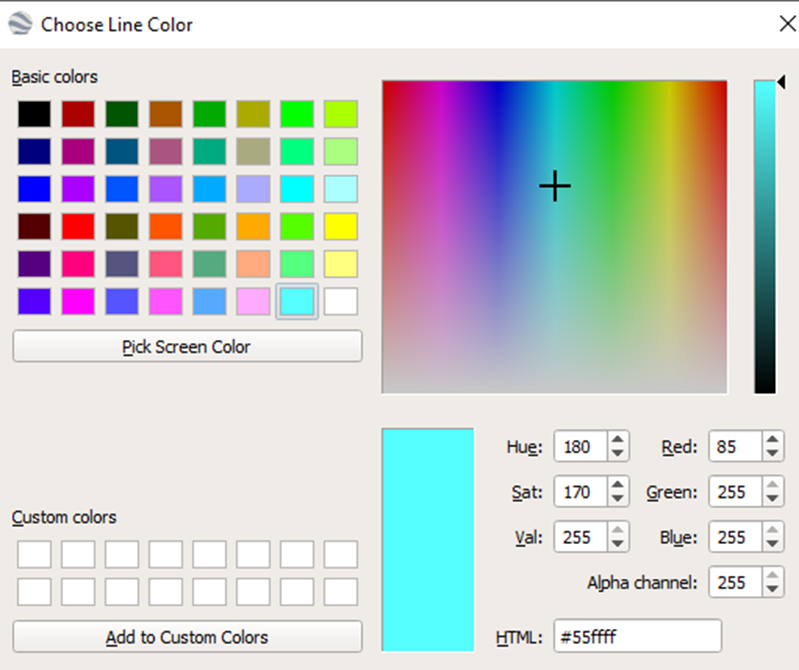 Choose Line Color
Basic colors
Pick Screen Color
Custom colors
Add to Custom Colors
Hue: 180 Red: 85
Sat: 170 Green: 255
Val: 255 Blue: 255
Alpha channel: 255
HTML: #55ffff